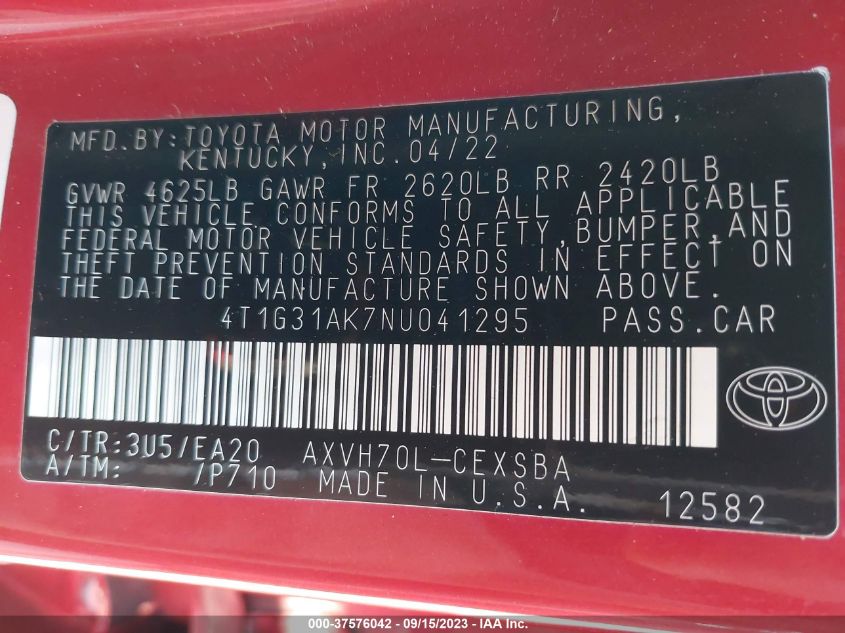 MFD.BY:TOYOTA MOTOR MANUFACTURING,
KENTUCKY,INC.04/22
GVWR 4625LB GAWR FR 2620LB RR 2420LB
THIS VEHICLE CONFORMS TO ALL APPLICABLE
FEDERAL MOTOR VEHICLE SAFETY,BUMPER,AND
THEFT PREVENTION STANDARDS IN EFFECT ON
THE DATE OF MANUFACTURE SHOWN ABOVE.
4T1G31AK7NU041295 PASS.CAR
C/TR:3U5/EA20 AXVH70L-CEXSBA
A/TM: /P710 MADE IN U.S.A. 12582
000-37576042 - 09/15/2023 - IAA Inc.